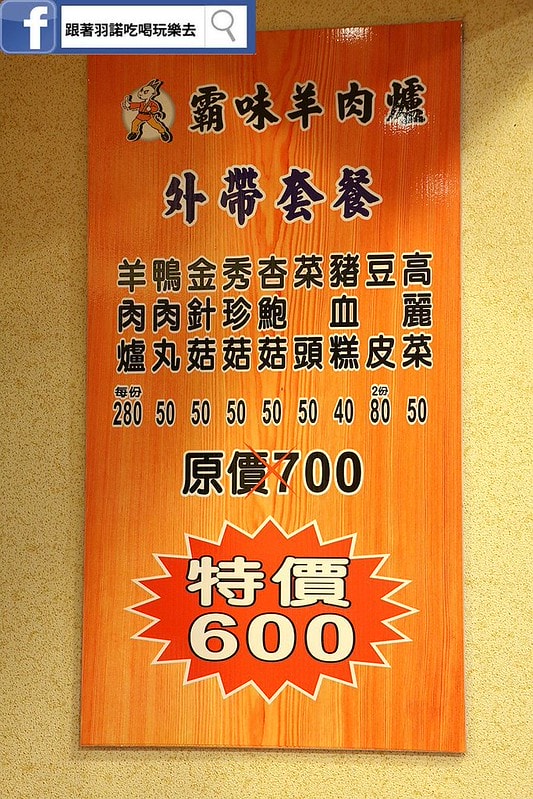 跟著羽諾吃喝玩樂去
霸味羊肉爐
外帶套餐
羊肉爐 每份 280
鴨肉丸 50
金針菇 50
秀珍菇 50
杏鮑菇 50
菜頭 50
豬血糕 40
豆皮 2份 80
高麗菜 50
原價700
特價
600